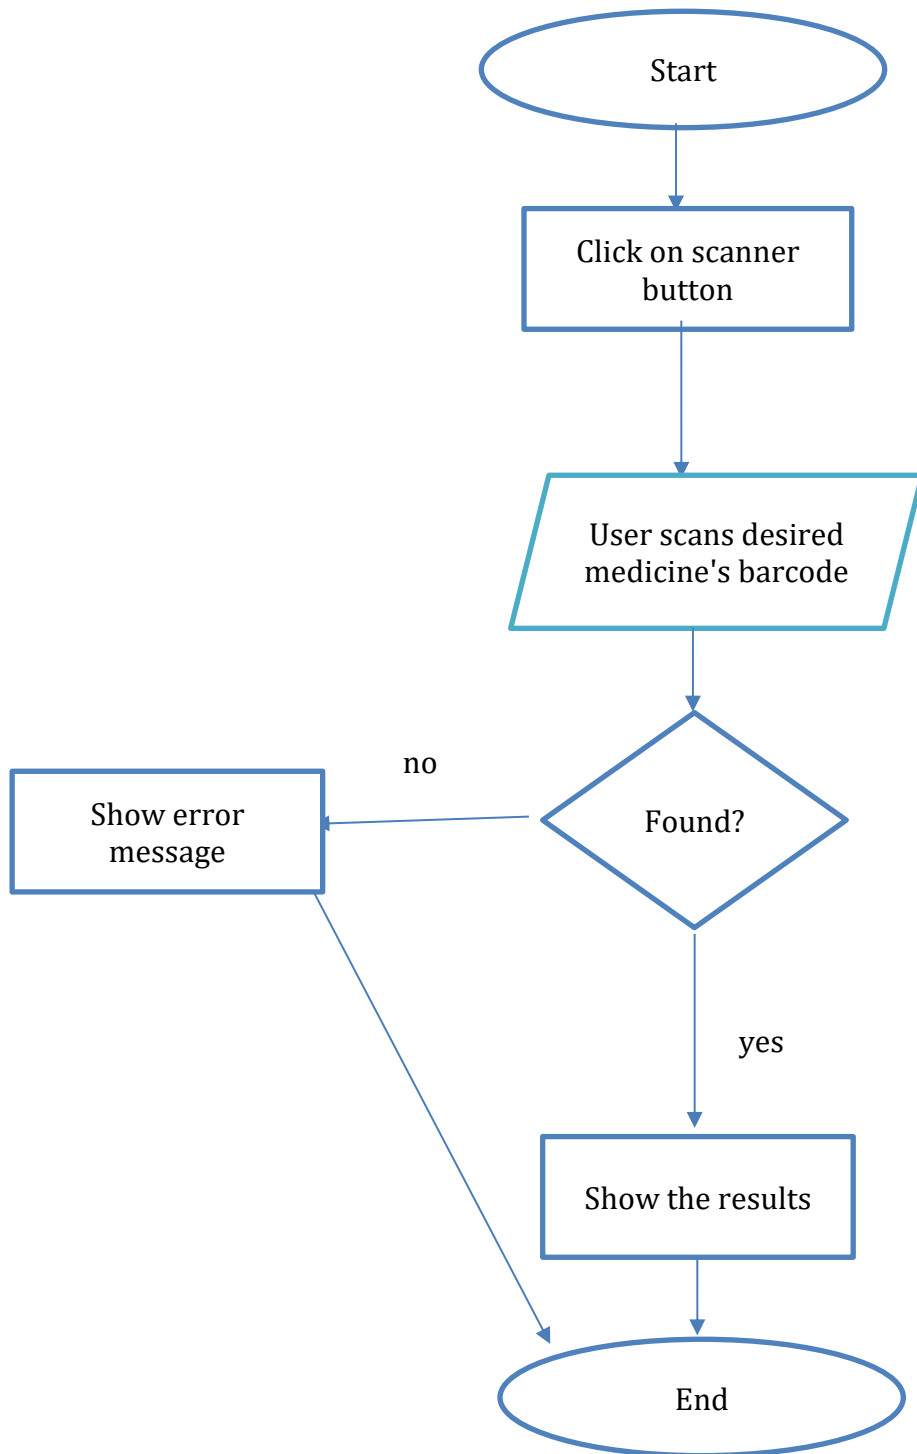 Start
Click on scanner
button
User scans desired
medicine's barcode
no
Show error
message
Found?
yes
Show the results
End